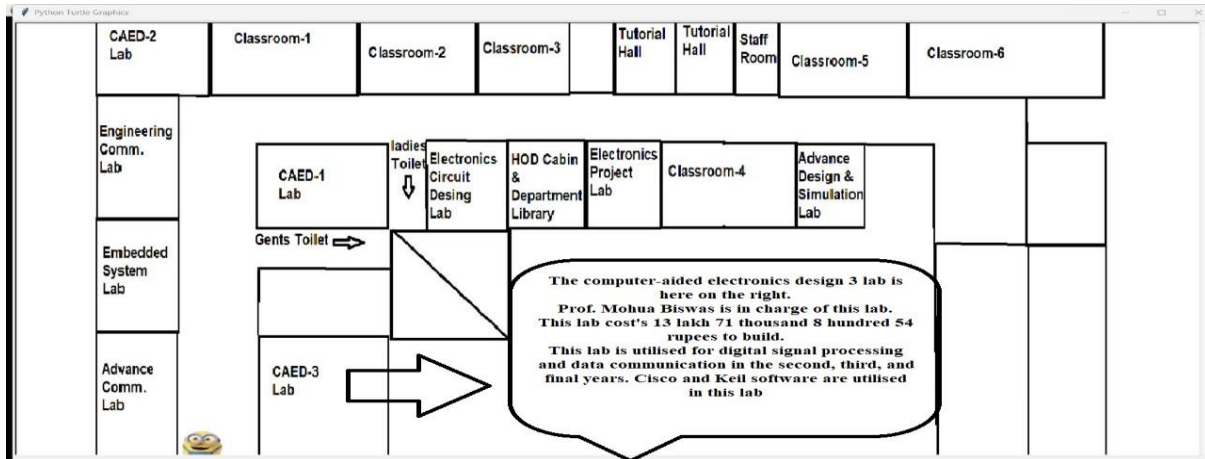 Python Turtle Graphics
CAED-2
Lab
Classroom-1
Classroom-2
Classroom-3
Tutorial
Hall
Tutorial
Hall
Staff
Room
Classroom-5
Classroom-6
Engineering
Comm.
Lab
CAED-1
Lab
ladies
Toilet
Electronics
Circuit
Desing
Lab
HOD Cabin
&
Department
Library
Electronics
Project
Lab
Classroom-4
Advance
Design &
Simulation
Lab
Gents Toilet
Embedded
System
Lab
The computer-aided electronics design 3 lab is
here on the right.
Prof. Mohua Biswas is in charge of this lab.
This lab cost's 13 lakh 71 thousand 8 hundred 54
rupees to build.
This lab is utilised for digital signal processing
and data communication in the second, third, and
final years. Cisco and Keil software are utilised
in this lab
Advance
Comm.
Lab
CAED-3
Lab